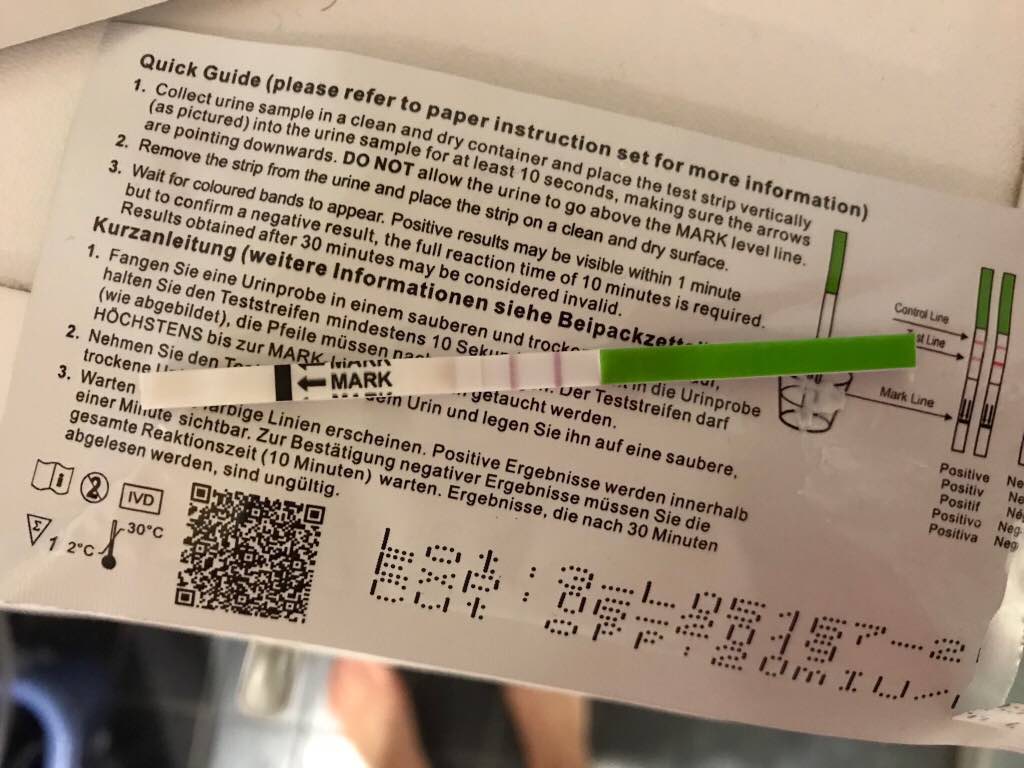 Quick Guide (please refer to paper instruction set for more information)
1. Collect urine sample in a clean and dry container and place the test strip vertically
(as pictured) into the urine sample for at least 10 seconds, making sure the arrows
are pointing downwards. DO NOT allow the urine to go above the MARK level line.
2. Remove the strip from the urine and place the strip on a clean and dry surface.
3. Wait for coloured bands to appear. Positive results may be visible within 1 minute
but to confirm a negative result, the full reaction time of 10 minutes is required.
Results obtained after 30 minutes may be considered invalid.
Kurzanleitung (weitere Informationen siehe
1. Fangen Sie eine Urinprobe in einem sauberen und
halten Sie den Teststreifen mindestens 10
(wie abgebildet), die Pfeile müssen in die Urinprobe
HÖCHSTENS bis zur MARK getaucht werden. Der Teststreifen darf
2. Nehmen Sie den dem Urin und legen Sie ihn auf eine saubere,
trockene
3. Warten farbige Linien erscheinen. Positive Ergebnisse werden innerhalb
einer Minute sichtbar. Zur Bestätigung negativer Ergebnisse müssen Sie die
gesamte Reaktionszeit (10 Minuten) warten. Ergebnisse, die nach 30 Minuten
abgelesen werden, sind ungültig.
MARK
Control Line
Line
Mark Line
Positive
Positiv
Positif
Positivo
Positiva
IVD
2
Σ
1
2°C
30°C
Lot
Exp
Cut off: